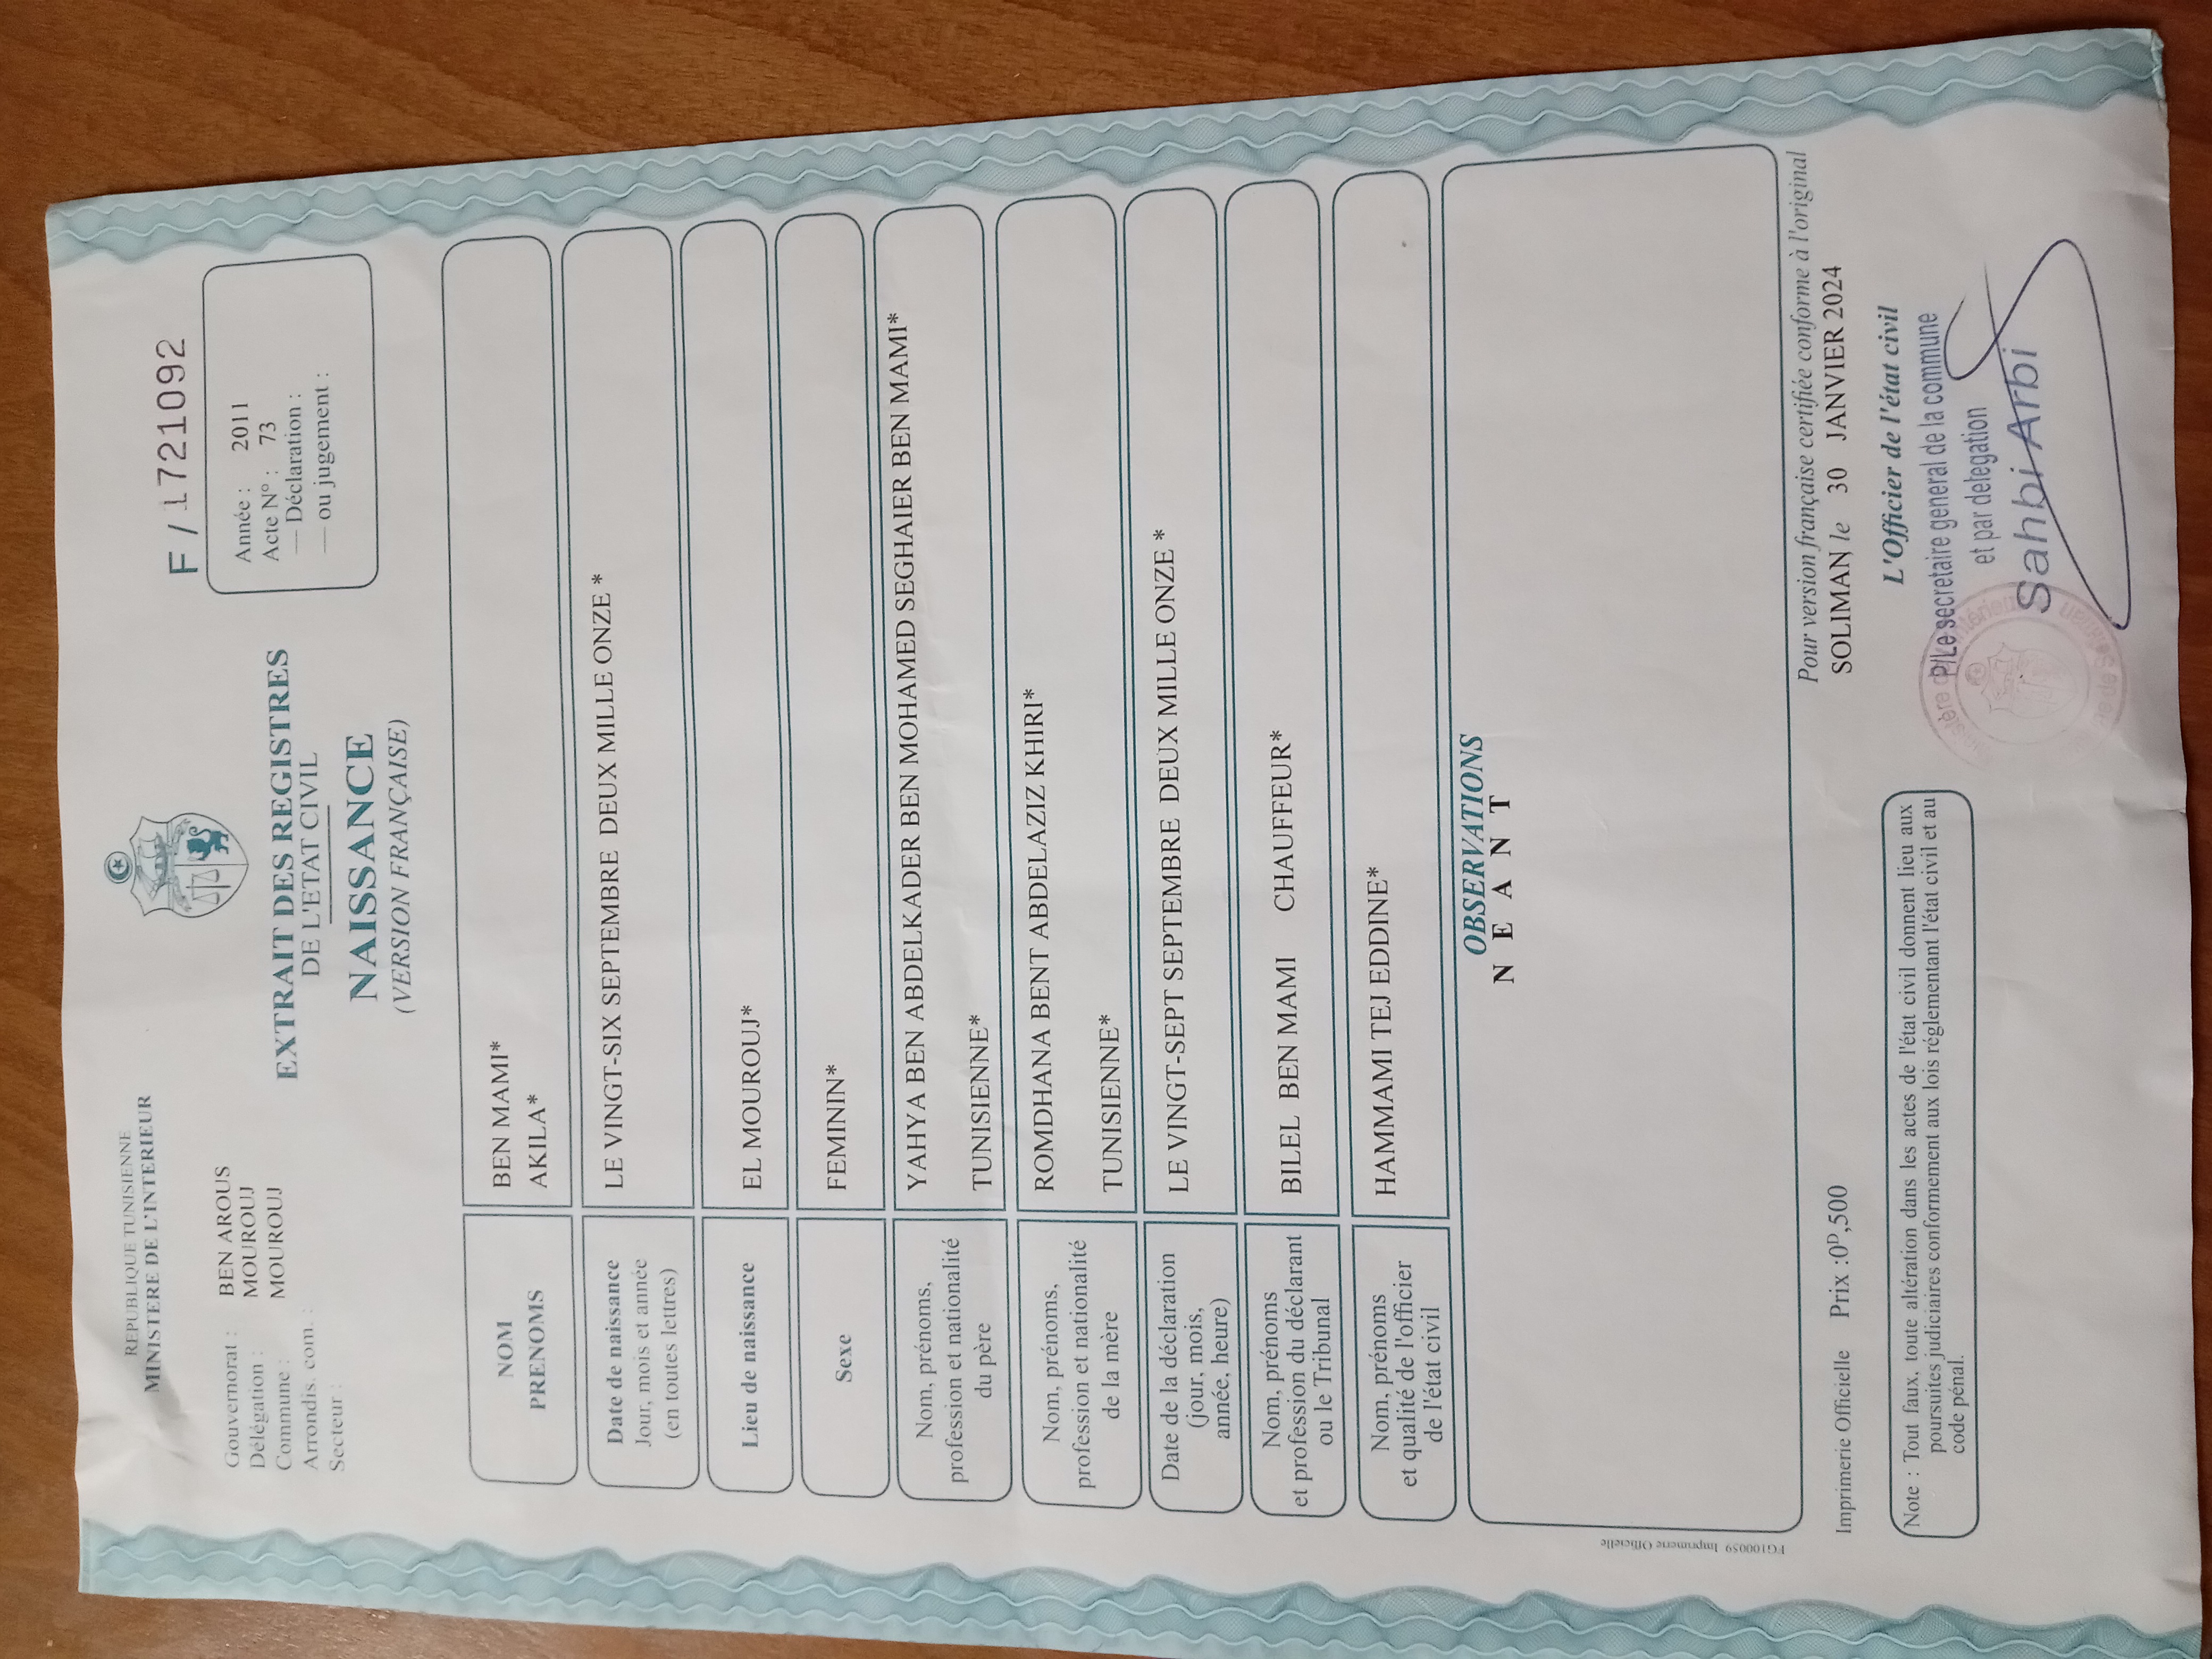 REPUBLIQUE TUNISIENNE
MINISTERE DE L'INTERIEUR
F / 1721092
Gouvernorat : BEN AROUS
Délégation : MOUROUJ
Commune : MOUROUJ
Arrondis. com. :
Secteur :
Année : 2011
Acte N° : 73
— Déclaration :
— ou jugement :
EXTRAIT DES REGISTRES
DE L'ETAT CIVIL
NAISSANCE
(VERSION FRANÇAISE)
NOM
PRENOMS
BEN MAMI*
AKILA*
Date de naissance
Jour, mois et année
(en toutes lettres)
LE VINGT-SIX SEPTEMBRE DEUX MILLE ONZE *
Lieu de naissance
EL MOUROUJ*
Sexe
FEMININ*
Nom, prénoms,
profession et nationalité
du père
YAHYA BEN ABDELKADER BEN MOHAMED SEGHAIER BEN MAMI*
TUNISIENNE*
Nom, prénoms,
profession et nationalité
de la mère
ROMDHANA BENT ABDELAZIZ KHIRI*
TUNISIENNE*
Date de la déclaration
(jour, mois,
année, heure)
LE VINGT-SEPT SEPTEMBRE DEUX MILLE ONZE *
Nom, prénoms
et profession du déclarant
ou le Tribunal
BILEL BEN MAMI CHAUFFEUR*
Nom, prénoms
et qualité de l'officier
de l'état civil
HAMMAMI TEJ EDDINE*
OBSERVATIONS
N E A N T
FG100059 Imprimerie Officielle
Imprimerie Officielle Prix :0ᴰ,500
Pour version française certifiée conforme à l'original
SOLIMAN le 30 JANVIER 2024
L'Officier de l'état civil
P/Le secretaire general de la commune
et par delegation
Sahbi Arbi
Note : Tout faux, toute altération dans les actes de l'état civil donnent lieu aux
poursuites judiciaires conformement aux lois réglementant l'état civil et au
code pénal.